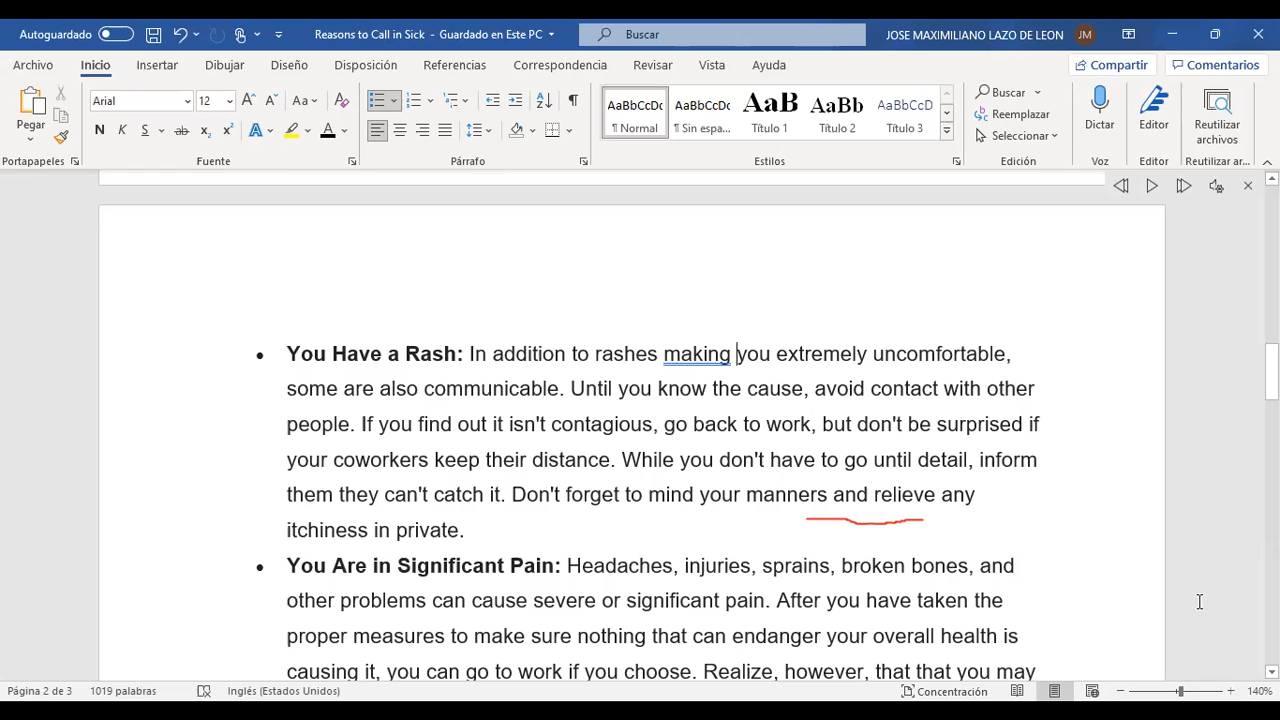 Autoguardado Reasons to Call in Sick - Guardado en Este PC Buscar JOSE MAXIMILIANO LAZO DE LEON JM
Archivo Inicio Insertar Dibujar Diseño Disposición Referencias Correspondencia Revisar Vista Ayuda Compartir Comentarios
Pegar
Arial 12 Aa
N K S ab x₂ x² A A
AaBbCcDc AaBbCcDc AaB AaBb AaBbCcD
¶ Normal ¶ Sin espa... Título 1 Título 2 Título 3
Buscar
Reemplazar
Seleccionar
Dictar Editor Reutilizar archivos
Portapapeles Fuente Párrafo Estilos Edición Voz Editor Reutilizar ar...
• You Have a Rash: In addition to rashes making you extremely uncomfortable,
some are also communicable. Until you know the cause, avoid contact with other
people. If you find out it isn't contagious, go back to work, but don't be surprised if
your coworkers keep their distance. While you don't have to go until detail, inform
them they can't catch it. Don't forget to mind your manners and relieve any
itchiness in private.
• You Are in Significant Pain: Headaches, injuries, sprains, broken bones, and
other problems can cause severe or significant pain. After you have taken the
proper measures to make sure nothing that can endanger your overall health is
causing it, you can go to work if you choose. Realize, however, that that you may
Página 2 de 3 1019 palabras Inglés (Estados Unidos) Concentración 140%